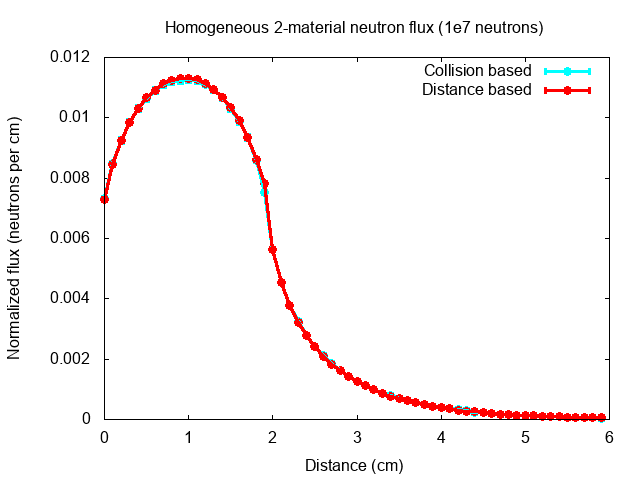 Homogeneous 2-material neutron flux (1e7 neutrons)
Collision based
Distance based
Normalized flux (neutrons per cm)
0.012
0.01
0.008
0.006
0.004
0.002
0
0 1 2 3 4 5 6
Distance (cm)